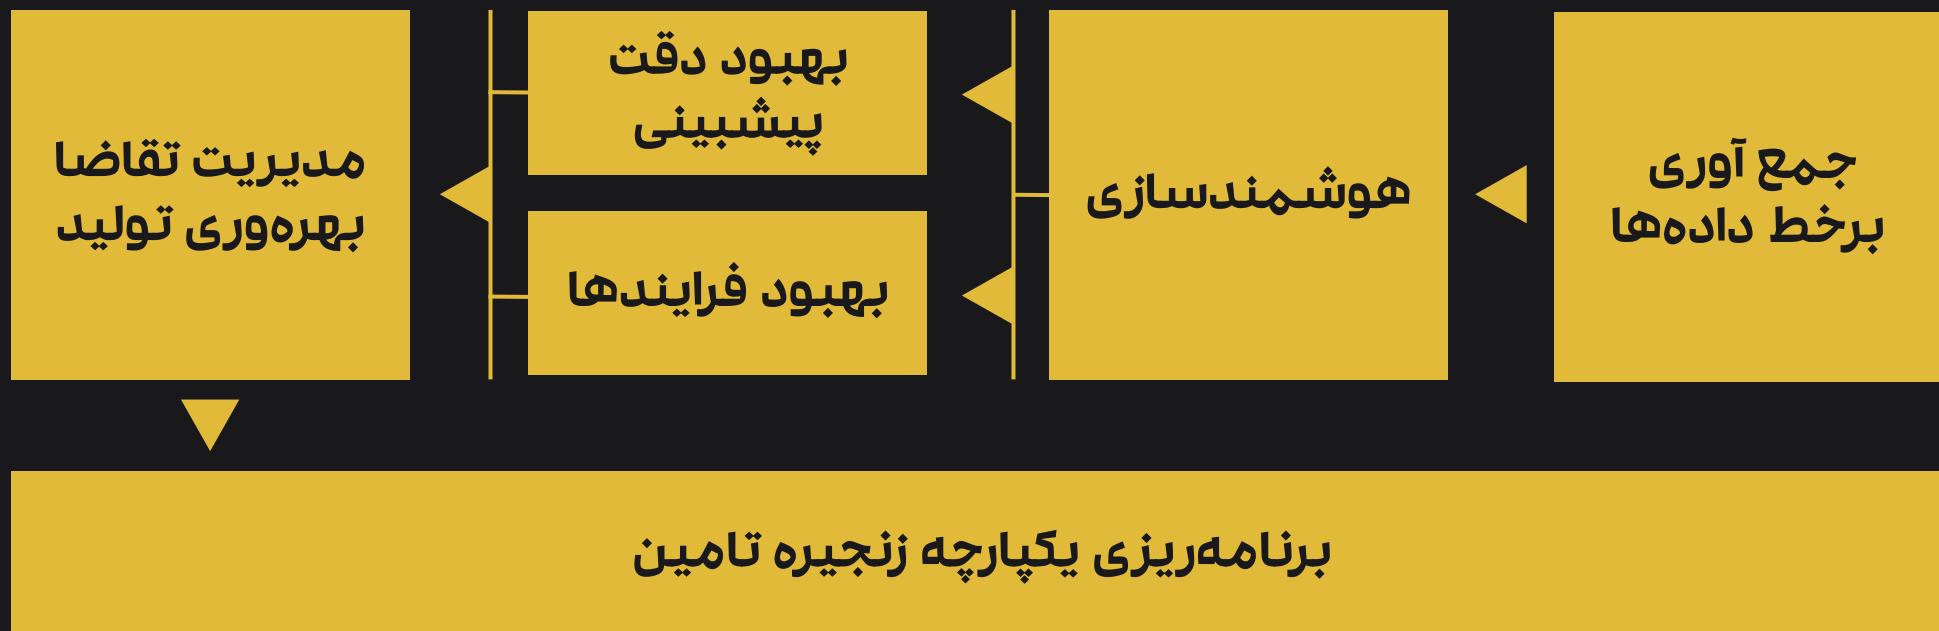 جمع آوری
برخط داده‌ها
هوشمندسازی
بهبود دقت
پیشبینی
بهبود فرایندها
مدیریت تقاضا
بهره‌وری تولید
برنامه‌ریزی یکپارچه زنجیره تامین